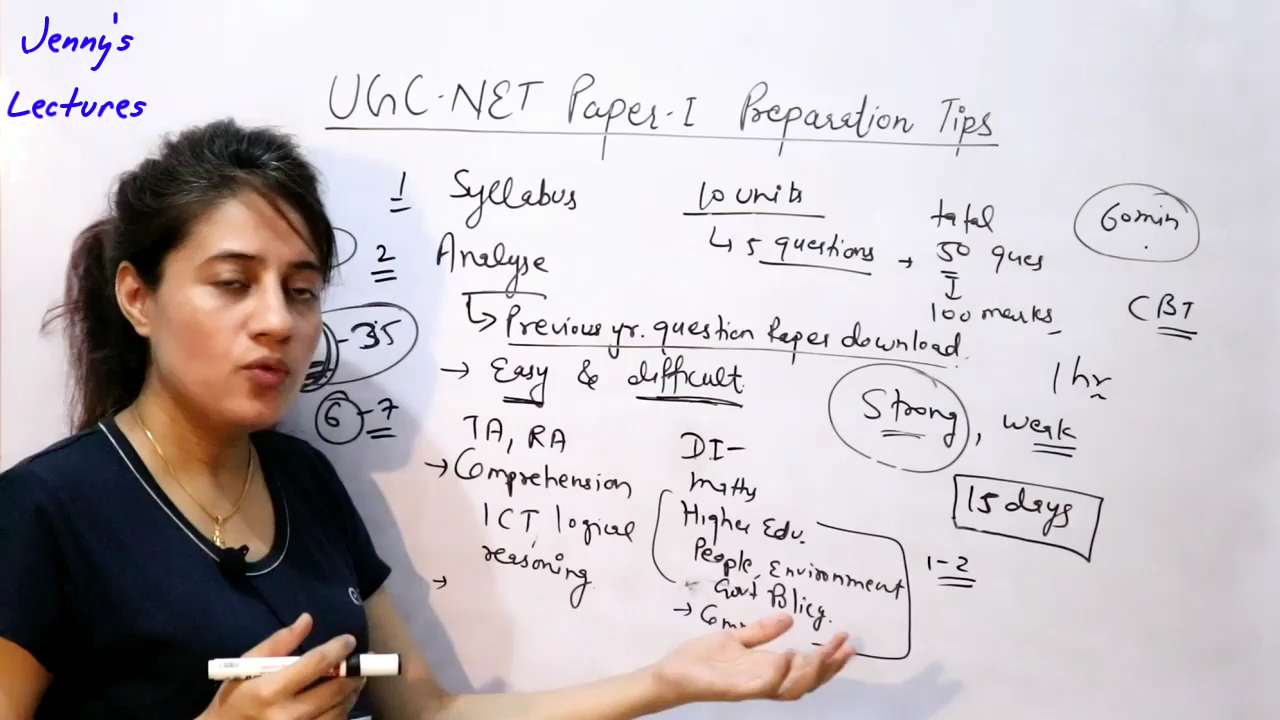 Jenny's
Lectures
UGC-NET Paper-I Preparation Tips
1 Syllabus
10 units
↳ 5 questions → 50 ques
total
100 marks
60min
CBT
2 Analyse
↳ Previous yr. question paper download.
→ Easy & difficult
1 hr
Strong, weak
-35
6-7
TA, RA
→ Comprehension
ICT logical
reasoning
→
DI-
maths
Higher Edu.
People, Environment
Govt Policy.
→ Com
15 days
1-2